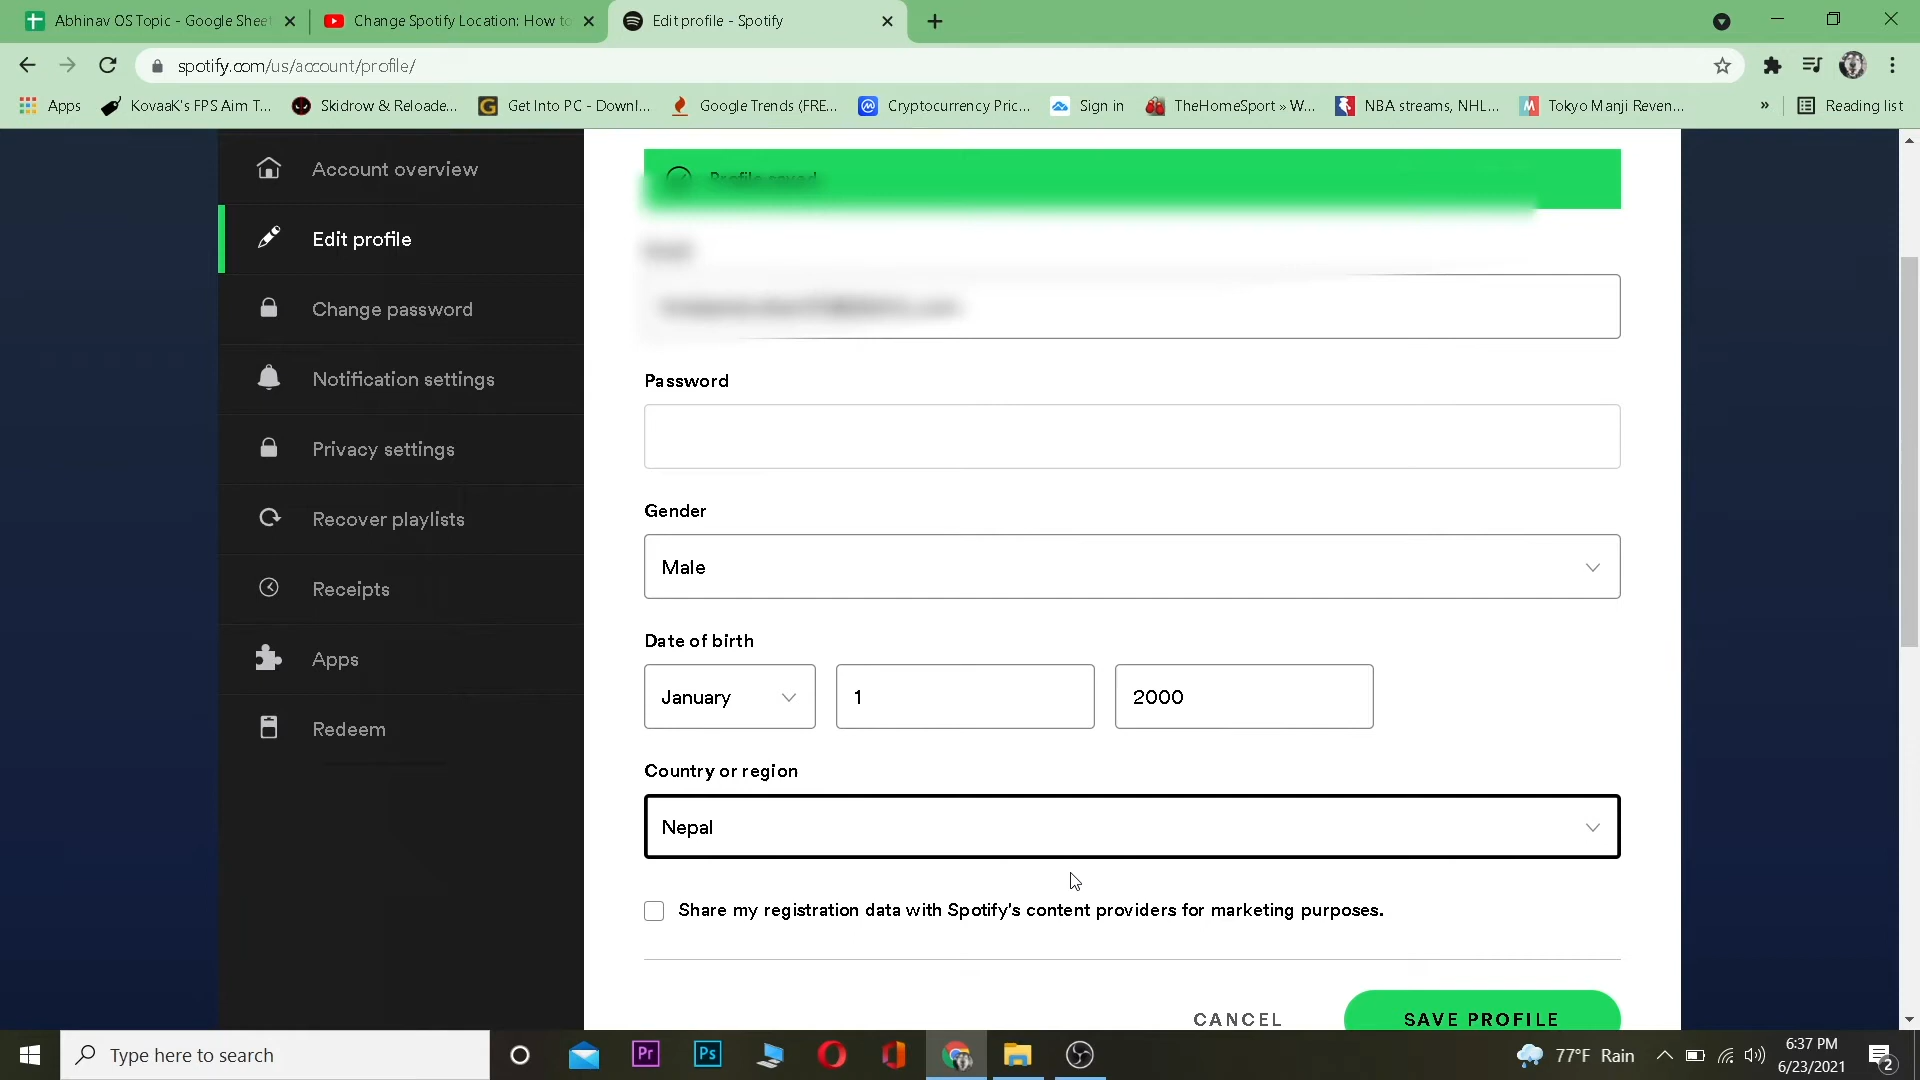 Abhinav OS Topic - Google Sheet
Change Spotify Location: How to
Edit profile - Spotify
spotify.com/us/account/profile/
Apps
KovaaK's FPS Aim T...
Skidrow & Reloade...
Get Into PC - Downl...
Google Trends (FRE...
Cryptocurrency Pric...
Sign in
TheHomeSport » W...
NBA streams, NHL...
Tokyo Manji Reven...
»
Reading list
Account overview
Edit profile
Change password
Notification settings
Privacy settings
Recover playlists
Receipts
Apps
Redeem
Profile saved
Password
Gender
Male
Date of birth
January
1
2000
Country or region
Nepal
Share my registration data with Spotify's content providers for marketing purposes.
CANCEL
SAVE PROFILE
Type here to search
Pr
Ps
77°F Rain
6:37 PM
6/23/2021
2